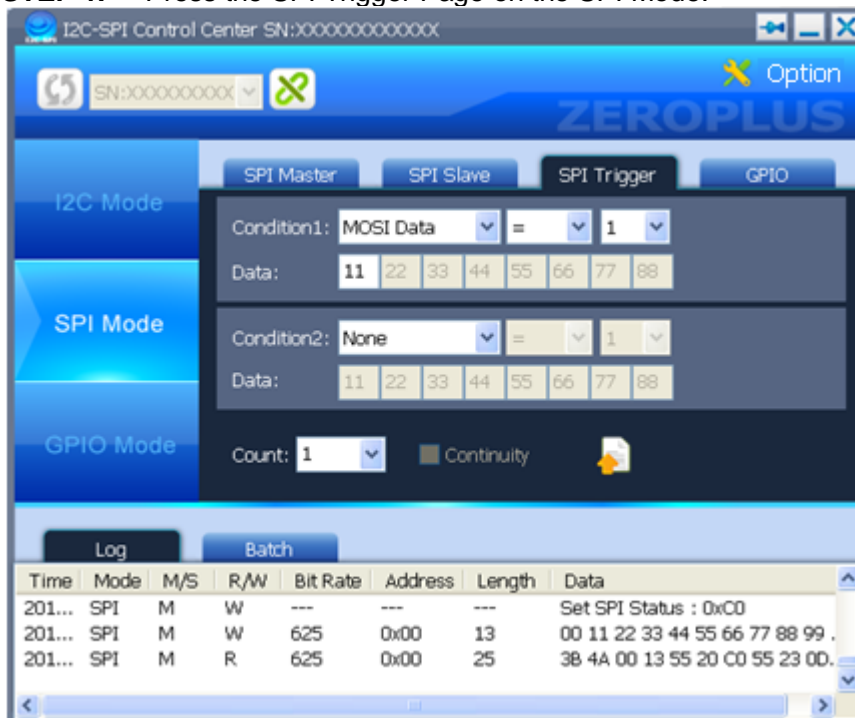 Press the SPI Trigger Page on the SPI Mode.
I2C-SPI Control Center SN:XXXXXXXXXXXX
SN:XXXXXXXXXX
Option
ZEROPLUS
SPI Master SPI Slave SPI Trigger GPIO
I2C Mode
Condition1: MOSI Data = 1
Data: 11 22 33 44 55 66 77 88
SPI Mode
Condition2: None = 1
Data: 11 22 33 44 55 66 77 88
GPIO Mode
Count: 1 Continuity
Log Batch
Time Mode M/S R/W Bit Rate Address Length Data
201... SPI M W --- --- --- Set SPI Status : 0xC0
201... SPI M W 625 0x00 13 00 11 22 33 44 55 66 77 88 99 .
201... SPI M R 625 0x00 25 3B 4A 00 13 55 20 C0 55 23 0D.